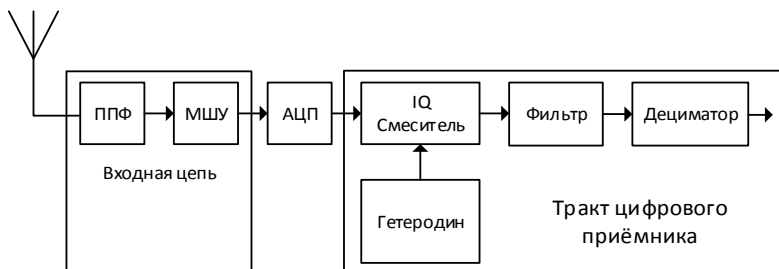 ППФ
МШУ
АЦП
IQ
Смеситель
Фильтр
Дециматор
Входная цепь
Гетеродин
Тракт цифрового
приёмника